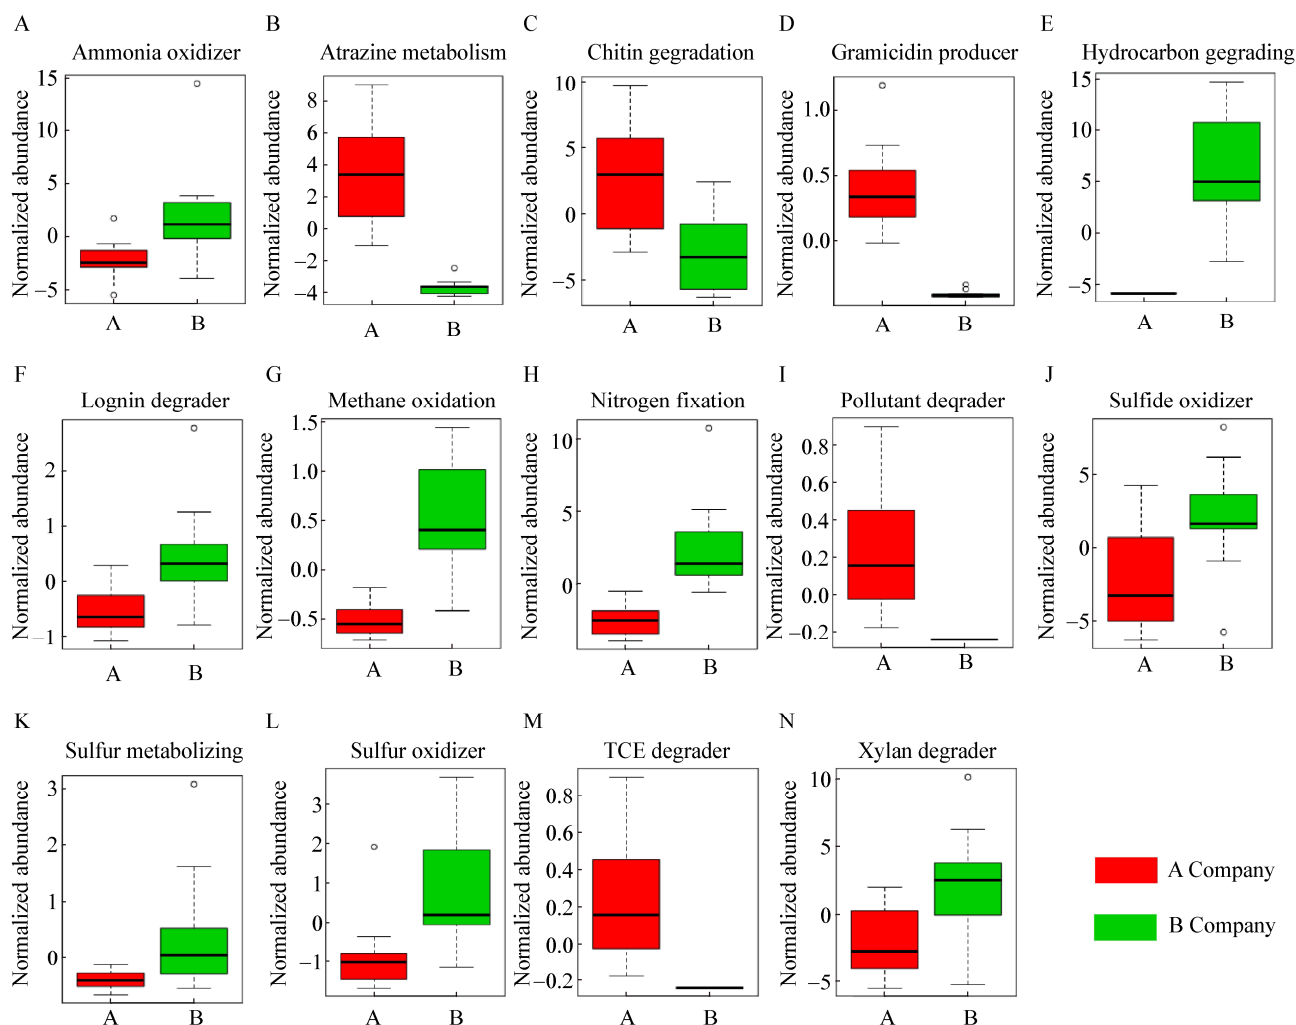 A B C D E
Ammonia oxidizer Atrazine metabolism Chitin gegradation Gramicidin producer Hydrocarbon gegrading
Normalized abundance
15
10
5
0
−5
Λ B
Normalized abundance
8
6
4
2
0
−2
−4
A B
Normalized abundance
10
5
0
−5
A B
Normalized abundance
1.0
0.5
0.0
A B
Normalized abundance
15
10
5
0
−5
A B
F G H I J
Lognin degrader Methane oxidation Nitrogen fixation Pollutant deqrader Sulfide oxidizer
Normalized abundance
2
1
0
−1
A B
Normalized abundance
1.5
1.0
0.5
0.0
−0.5
A B
Normalized abundance
10
5
0
A B
Normalized abundance
0.8
0.6
0.4
0.2
0.0
−0.2
A B
Normalized abundance
5
0
−5
A B
K L M N
Sulfur metabolizing Sulfur oxidizer TCE degrader Xylan degrader
Normalized abundance
3
2
1
0
A B
Normalized abundance
3
2
1
0
−1
A B
Normalized abundance
0.8
0.6
0.4
0.2
0.0
−0.2
A B
Normalized abundance
10
5
0
−5
A B
A Company
B Company